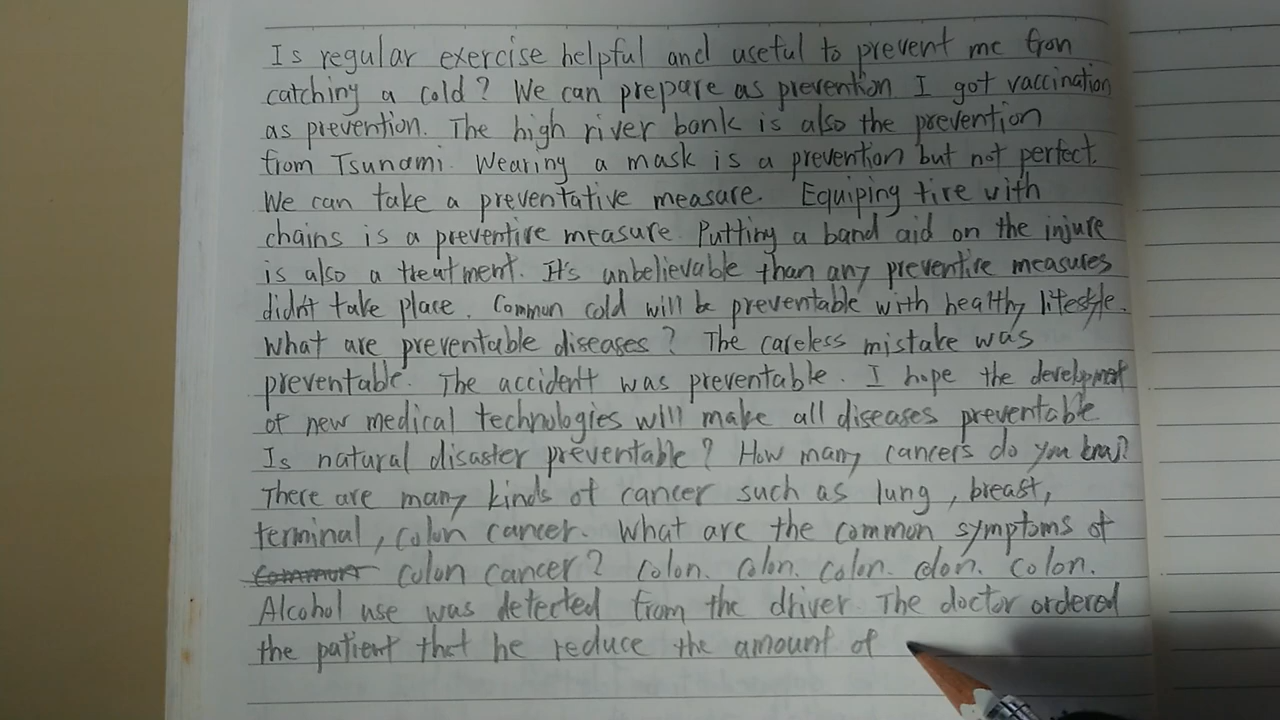 Is regular exercise helpful and useful to prevent me from
catching a cold? We can prepare as prevention I got vaccination
as prevention. The high river bank is also the prevention
from Tsunami. Wearing a mask is a prevention but not perfect.
We can take a preventative measure. Equiping tire with
chains is a preventive measure. Putting a band aid on the injure
is also a treatment. It's unbelievable than any preventive measures
didn't take place. Common cold will be preventable with healthy lifestyle.
What are preventable diseases? The careless mistake was
preventable. The accident was preventable. I hope the development
of new medical technologies will make all diseases preventable
Is natural disaster preventable? How many cancers do you know?
There are many kinds of cancer such as lung, breast,
terminal, colon cancer. What are the common symptoms of
colon cancer? Colon. Colon. Colon. Colon. Colon.
Alcohol use was detected from the driver. The doctor ordered
the patient that he reduce the amount of